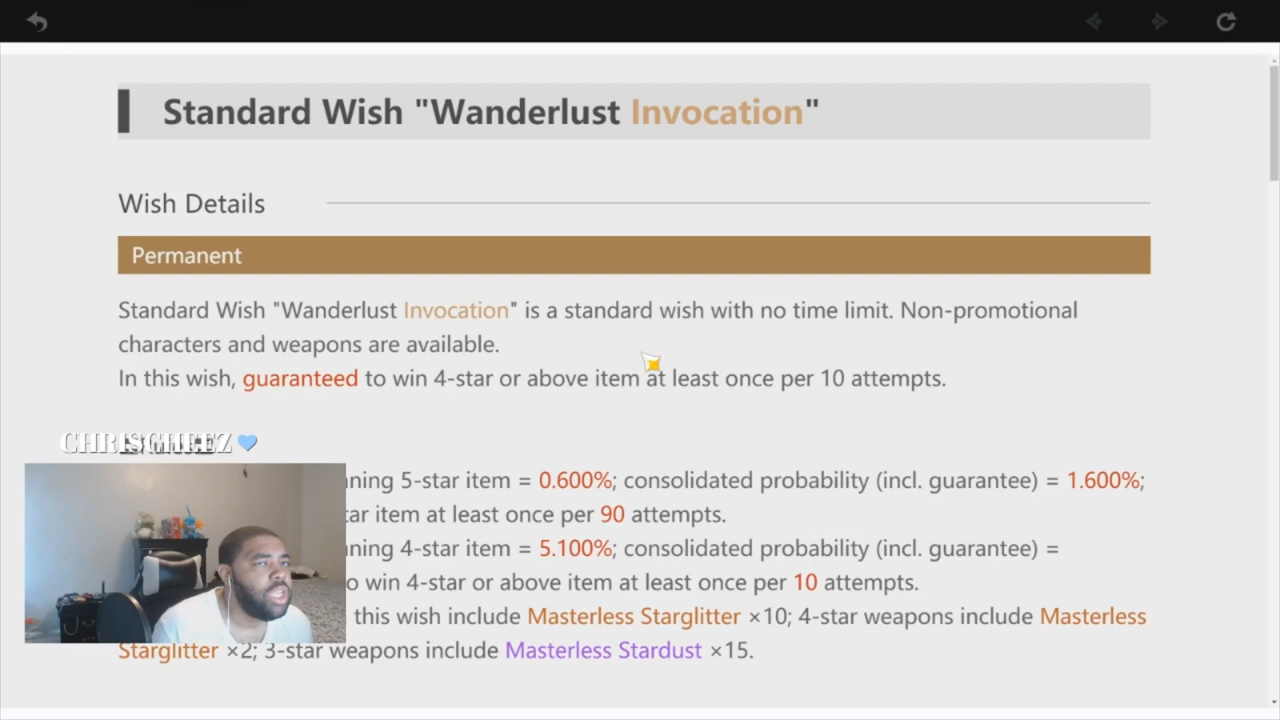 Standard Wish "Wanderlust Invocation"
Wish Details
Permanent
Standard Wish "Wanderlust Invocation" is a standard wish with no time limit. Non-promotional
characters and weapons are available.
In this wish, guaranteed to win 4-star or above item at least once per 10 attempts.
CHRISCHEEZ
5-star item = 0.600%; consolidated probability (incl. guarantee) = 1.600%;
item at least once per 90 attempts.
4-star item = 5.100%; consolidated probability (incl. guarantee) =
to win 4-star or above item at least once per 10 attempts.
this wish include Masterless Starglitter ×10; 4-star weapons include Masterless
Starglitter ×2; 3-star weapons include Masterless Stardust ×15.